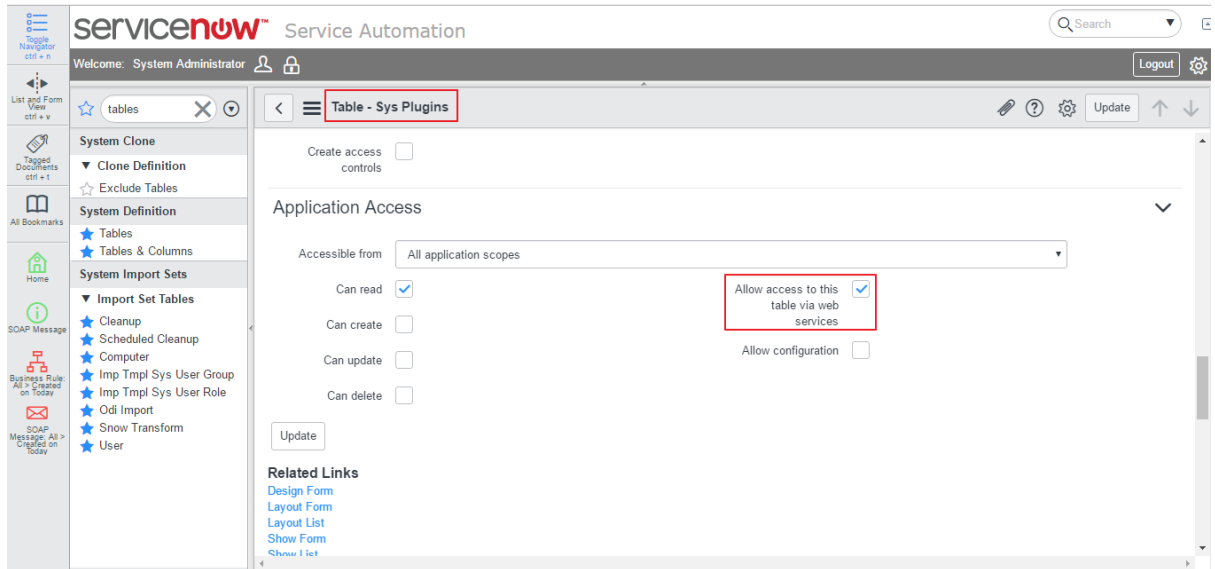 servicenow™ Service Automation
Search
Toggle
Navigator
ctrl + n
Welcome: System Administrator
Logout
List and Form
View
ctrl + v
tables
Table - Sys Plugins
Update
Tagged
Documents
ctrl + t
All Bookmarks
Home
SOAP Message
Business Rule:
All > Created
on Today
SOAP
Message: All >
Created on
Today
System Clone
Clone Definition
Exclude Tables
System Definition
Tables
Tables & Columns
System Import Sets
Import Set Tables
Cleanup
Scheduled Cleanup
Computer
Imp Tmpl Sys User Group
Imp Tmpl Sys User Role
Odi Import
Snow Transform
User
Create access
controls
Application Access
Accessible from
All application scopes
Can read
Can create
Can update
Can delete
Allow access to this
table via web
services
Allow configuration
Update
Related Links
Design Form
Layout Form
Layout List
Show Form
Show List